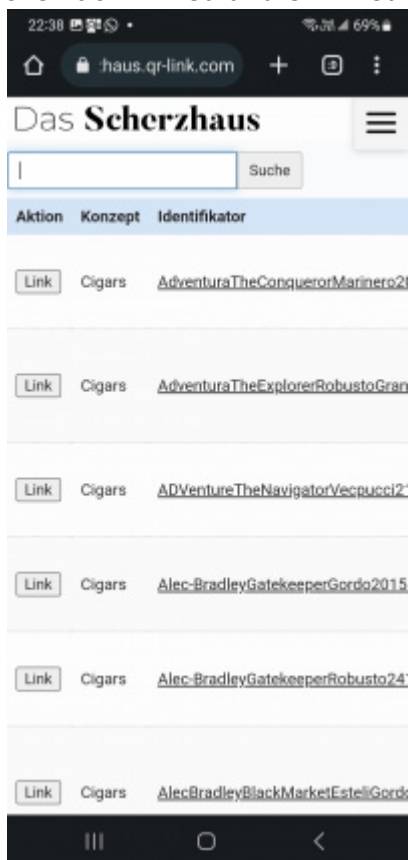 22:38
69%
:haus.qr-link.com
Das Scherzhaus
Suche
Aktion Konzept Identifikator
Link Cigars AdventuraTheConquerorMarinero2
Link Cigars AdventuraTheExplorerRobustoGran
Link Cigars ADVentureTheNavigatorVecpucci2
Link Cigars Alec-BradleyGatekeeperGordo2015
Link Cigars Alec-BradleyGatekeeperRobusto24
Link Cigars AlecBradleyBlackMarketEsteliGord